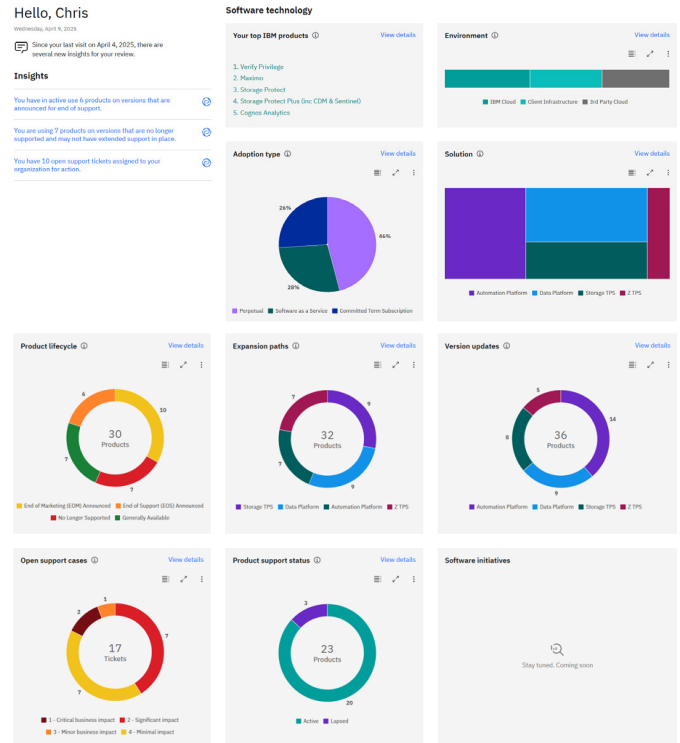 Hello, Chris
Wednesday, April 9, 2025
Since your last visit on April 4, 2025, there are
several new insights for your review.
Insights
You have in active use 6 products on versions that are
announced for end of support.
You are using 7 products on versions that are no longer
supported and may not have extended support in place.
You have 10 open support tickets assigned to your
organization for action.
Software technology
Your top IBM products
View details
1. Verify Privilege
2. Maximo
3. Storage Protect
4. Storage Protect Plus (inc CDM & Sentinel)
5. Cognos Analytics
Environment
View details
IBM Cloud
Client Infrastructure
3rd Party Cloud
Adoption type
View details
26%
46%
28%
Perpetual
Software as a Service
Committed Term Subscription
Solution
View details
Automation Platform
Data Platform
Storage TPS
Z TPS
Product lifecycle
View details
6
10
30
Products
7
7
End of Marketing (EOM) Announced
End of Support (EOS) Announced
No Longer Supported
Generally Available
Expansion paths
View details
7
9
32
Products
7
9
Storage TPS
Data Platform
Automation Platform
Z TPS
Version updates
View details
5
14
36
Products
8
9
Automation Platform
Data Platform
Storage TPS
Z TPS
Open support cases
View details
1
2
7
17
Tickets
7
1 - Critical business impact
2 - Significant impact
3 - Minor business impact
4 - Minimal impact
Product support status
View details
3
23
Products
20
Active
Lapsed
Software initiatives
Stay tuned. Coming soon